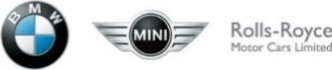 BMW
MINI
Rolls-Royce
Motor Cars Limited